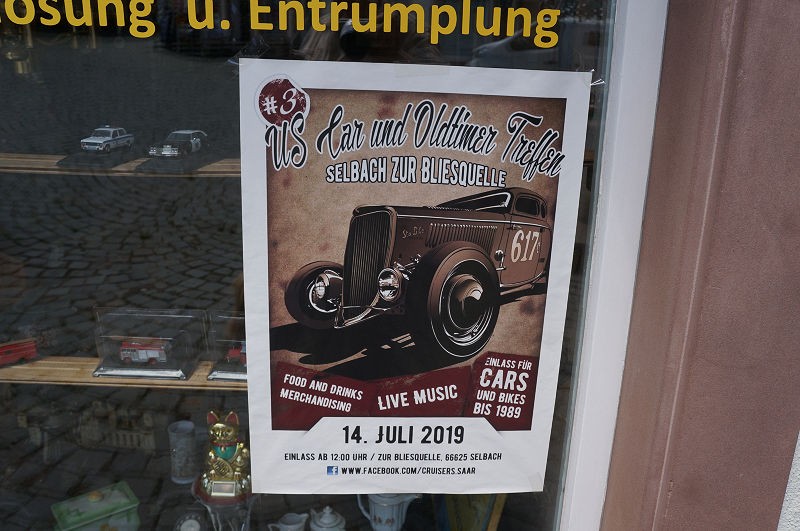 ösung u. Entrümplung
#3
US Car und Oldtimer Treffen
SELBACH ZUR BLIESQUELLE
617
FOOD AND DRINKS
MERCHANDISING
LIVE MUSIC
EINLASS FÜR
CARS
UND BIKES
BIS 1989
14. JULI 2019
EINLASS AB 12.00 UHR / ZUR BLIESQUELLE, 66625 SELBACH
f WWW.FACEBOOK.COM/CRUISERS.SAAR